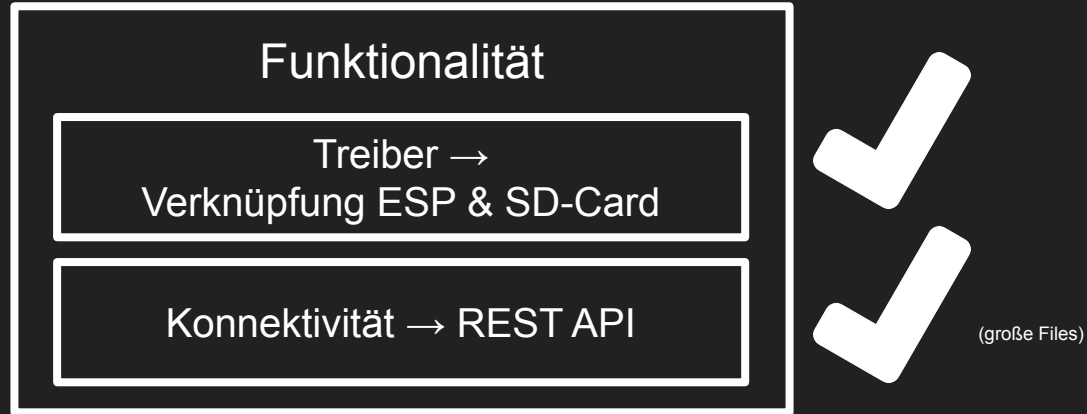 Funktionalität
Treiber →
Verknüpfung ESP & SD-Card
Konnektivität → REST API
(große Files)